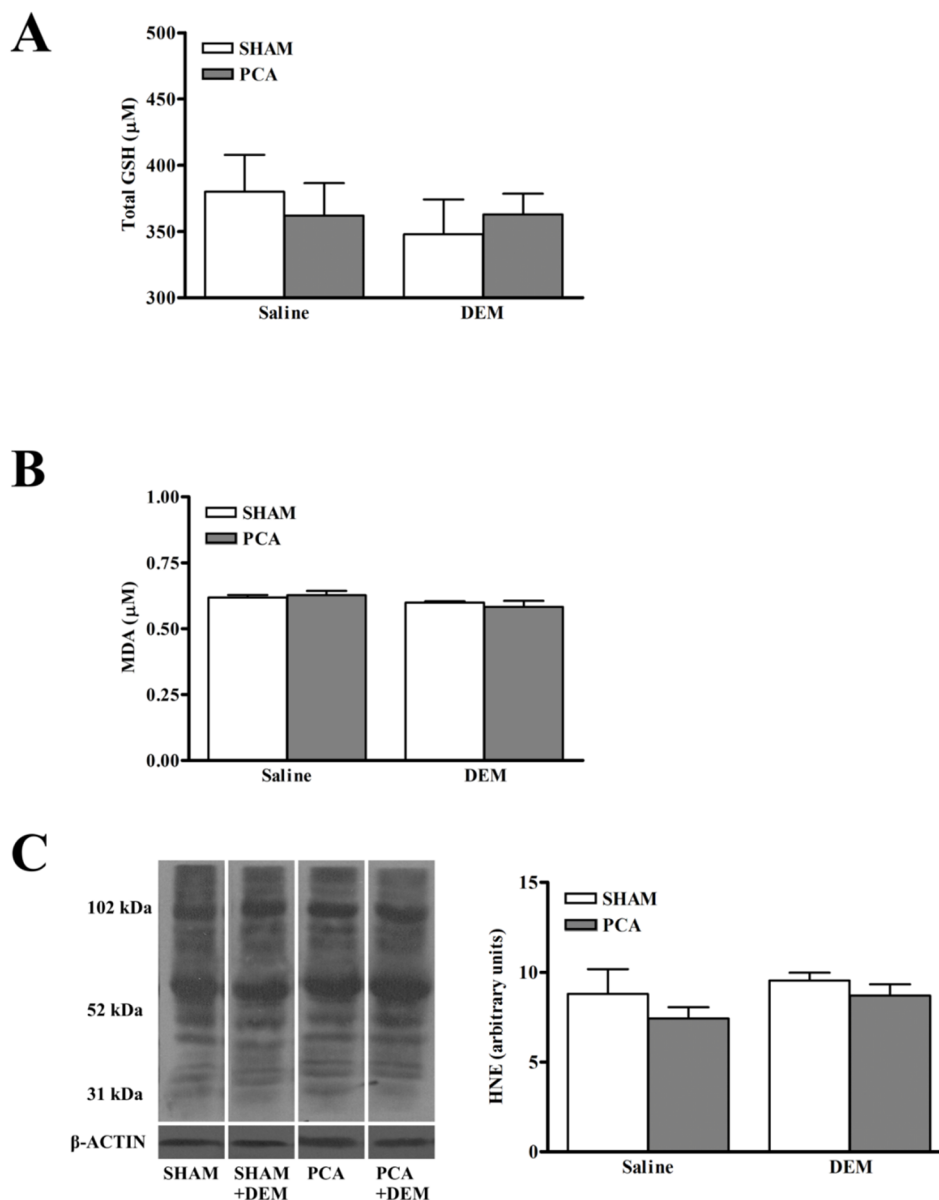 A
500
450
400
350
300
Total GSH (μM)
SHAM
PCA
Saline DEM
B
1.00
0.75
0.50
0.25
0.00
MDA (μM)
SHAM
PCA
Saline DEM
C
102 kDa
52 kDa
31 kDa
β-ACTIN
SHAM SHAM PCA PCA
+DEM +DEM
15
10
5
0
HNE (arbitrary units)
SHAM
PCA
Saline DEM